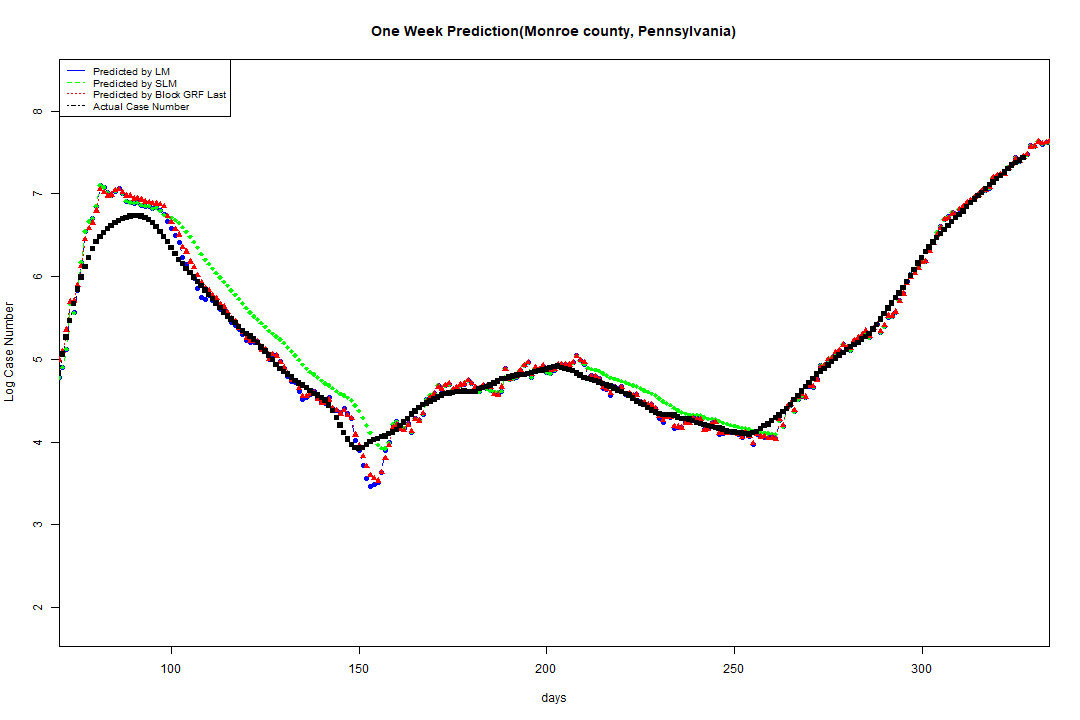 One Week Prediction(Monroe county, Pennsylvania)
Predicted by LM
Predicted by SLM
Predicted by Block GRF Last
Actual Case Number
8
7
6
5
4
3
2
Log Case Number
100 150 200 250 300
days